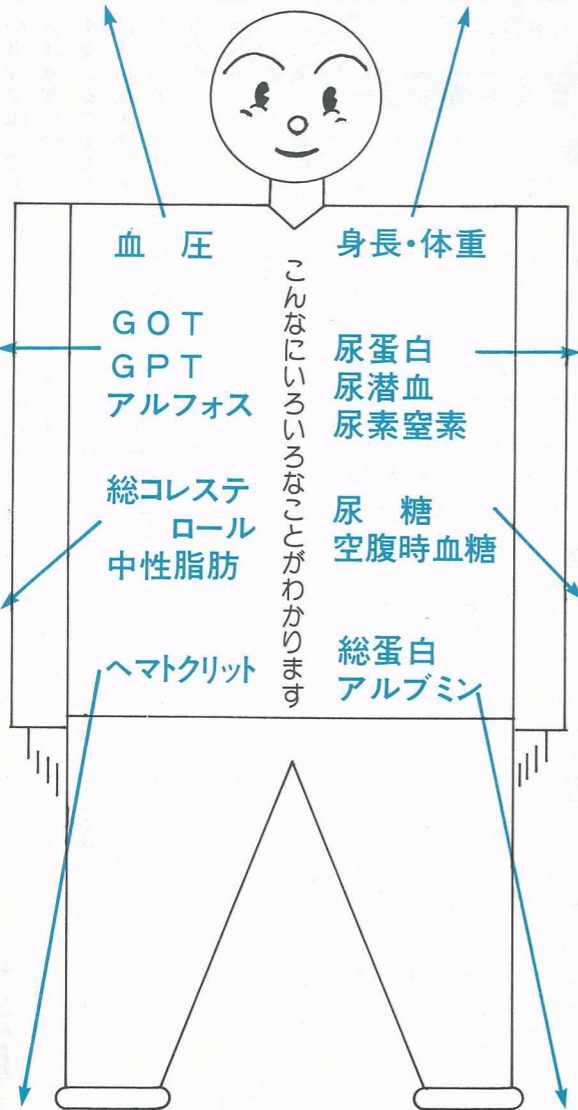 血 圧
GOT
GPT
アルフォス
総コレステ
ロール
中性脂肪
ヘマトクリット
こんなにいろいろなことがわかります
身長・体重
尿蛋白
尿潜血
尿素窒素
尿 糖
空腹時血糖
総蛋白
アルブミン